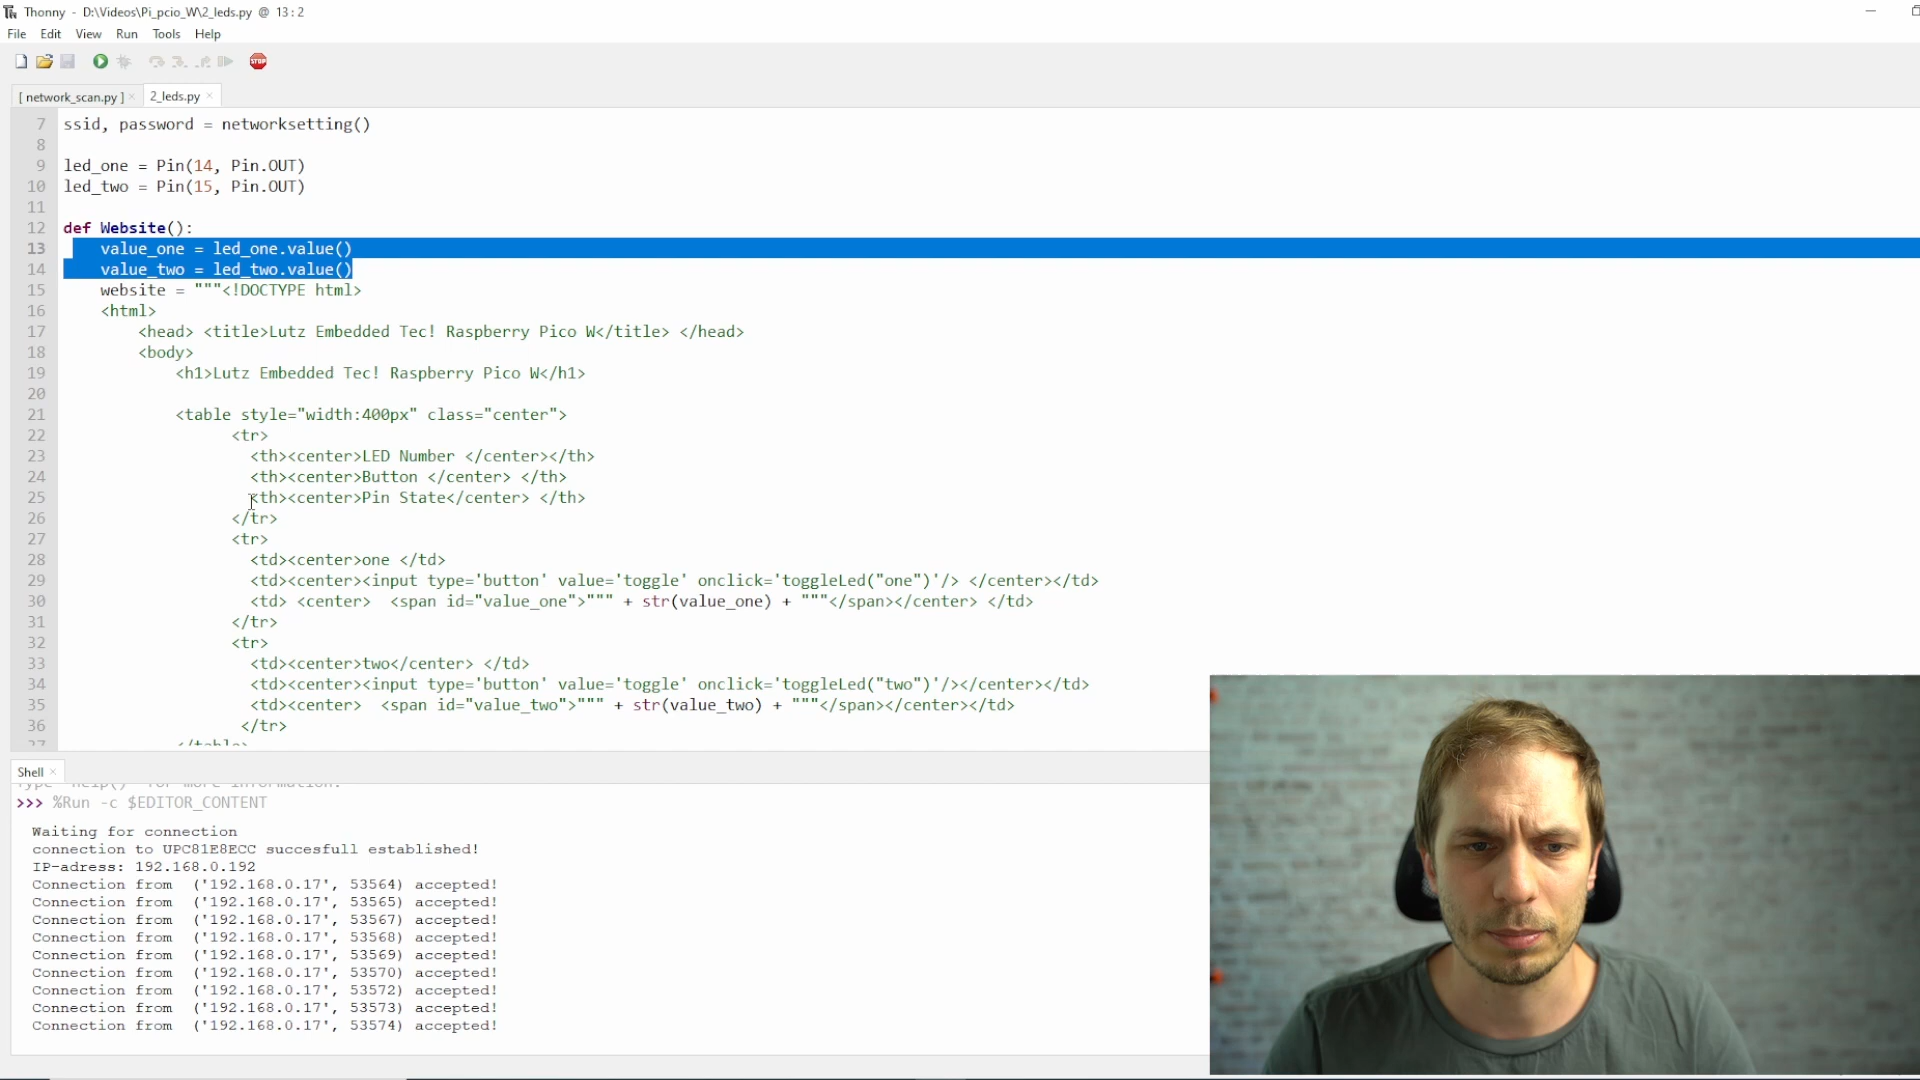 Thonny - D:\Videos\Pi_pcio_W\2_leds.py @ 13:2
File Edit View Run Tools Help
STOP
[ network_scan.py ] × 2_leds.py ×
7 ssid, password = networksetting()
8
9 led_one = Pin(14, Pin.OUT)
10 led_two = Pin(15, Pin.OUT)
11
12 def Website():
13 value_one = led_one.value()
14 value_two = led_two.value()
15 website = """<!DOCTYPE html>
16 <html>
17 <head> <title>Lutz Embedded Tec! Raspberry Pico W</title> </head>
18 <body>
19 <h1>Lutz Embedded Tec! Raspberry Pico W</h1>
20
21 <table style="width:400px" class="center">
22 <tr>
23 <th><center>LED Number </center></th>
24 <th><center>Button </center> </th>
25 <th><center>Pin State</center> </th>
26 </tr>
27 <tr>
28 <td><center>one </td>
29 <td><center><input type='button' value='toggle' onclick='toggleLed("one")'/> </center></td>
30 <td> <center>  <span id="value_one">""" + str(value_one) + """</span></center> </td>
31 </tr>
32 <tr>
33 <td><center>two</center> </td>
34 <td><center><input type='button' value='toggle' onclick='toggleLed("two")'/></center></td>
35 <td><center>  <span id="value_two">""" + str(value_two) + """</span></center></td>
36 </tr>
37 </table>
Shell ×
Type "help()" for more information.
>>> %Run -c $EDITOR_CONTENT
Waiting for connection
connection to UPC81E8ECC succesfull established!
IP-adress: 192.168.0.192
Connection from  ('192.168.0.17', 53564) accepted!
Connection from  ('192.168.0.17', 53565) accepted!
Connection from  ('192.168.0.17', 53567) accepted!
Connection from  ('192.168.0.17', 53568) accepted!
Connection from  ('192.168.0.17', 53569) accepted!
Connection from  ('192.168.0.17', 53570) accepted!
Connection from  ('192.168.0.17', 53572) accepted!
Connection from  ('192.168.0.17', 53573) accepted!
Connection from  ('192.168.0.17', 53574) accepted!